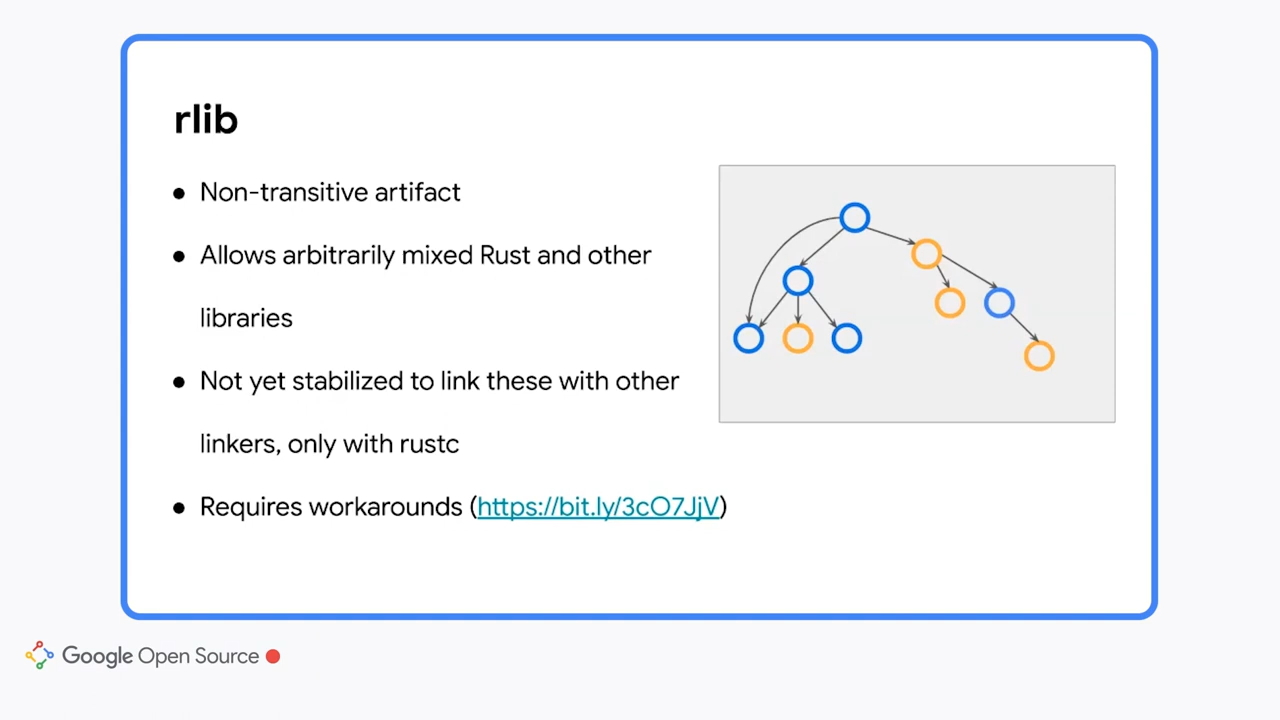 rlib
● Non-transitive artifact
● Allows arbitrarily mixed Rust and other
libraries
● Not yet stabilized to link these with other
linkers, only with rustc
● Requires workarounds (https://bit.ly/3cO7JjV)
Google Open Source